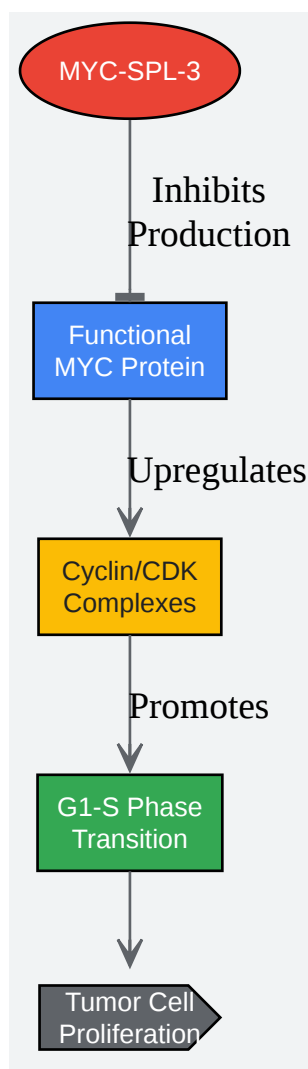 MYC-SPL-3
Inhibits
Production
Functional
MYC Protein
Upregulates
Cyclin/CDK
Complexes
Promotes
G1-S Phase
Transition
Tumor Cell
Proliferation